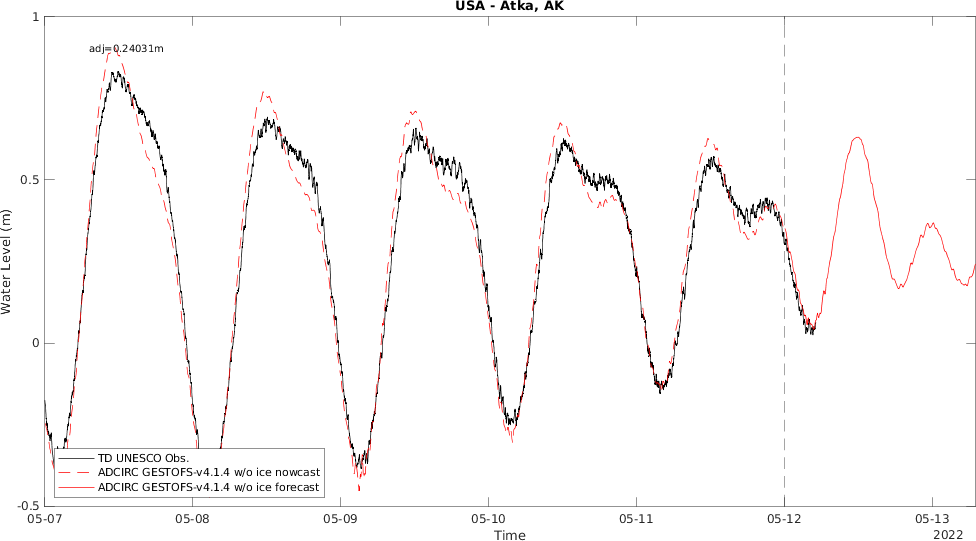 USA - Atka, AK
1
adj=0.24031m
0.5
Water Level (m)
0
TD UNESCO Obs.
ADCIRC GESTOFS-v4.1.4 w/o ice nowcast
ADCIRC GESTOFS-v4.1.4 w/o ice forecast
-0.5
05-07 05-08 05-09 05-10 05-11 05-12 05-13
Time 2022